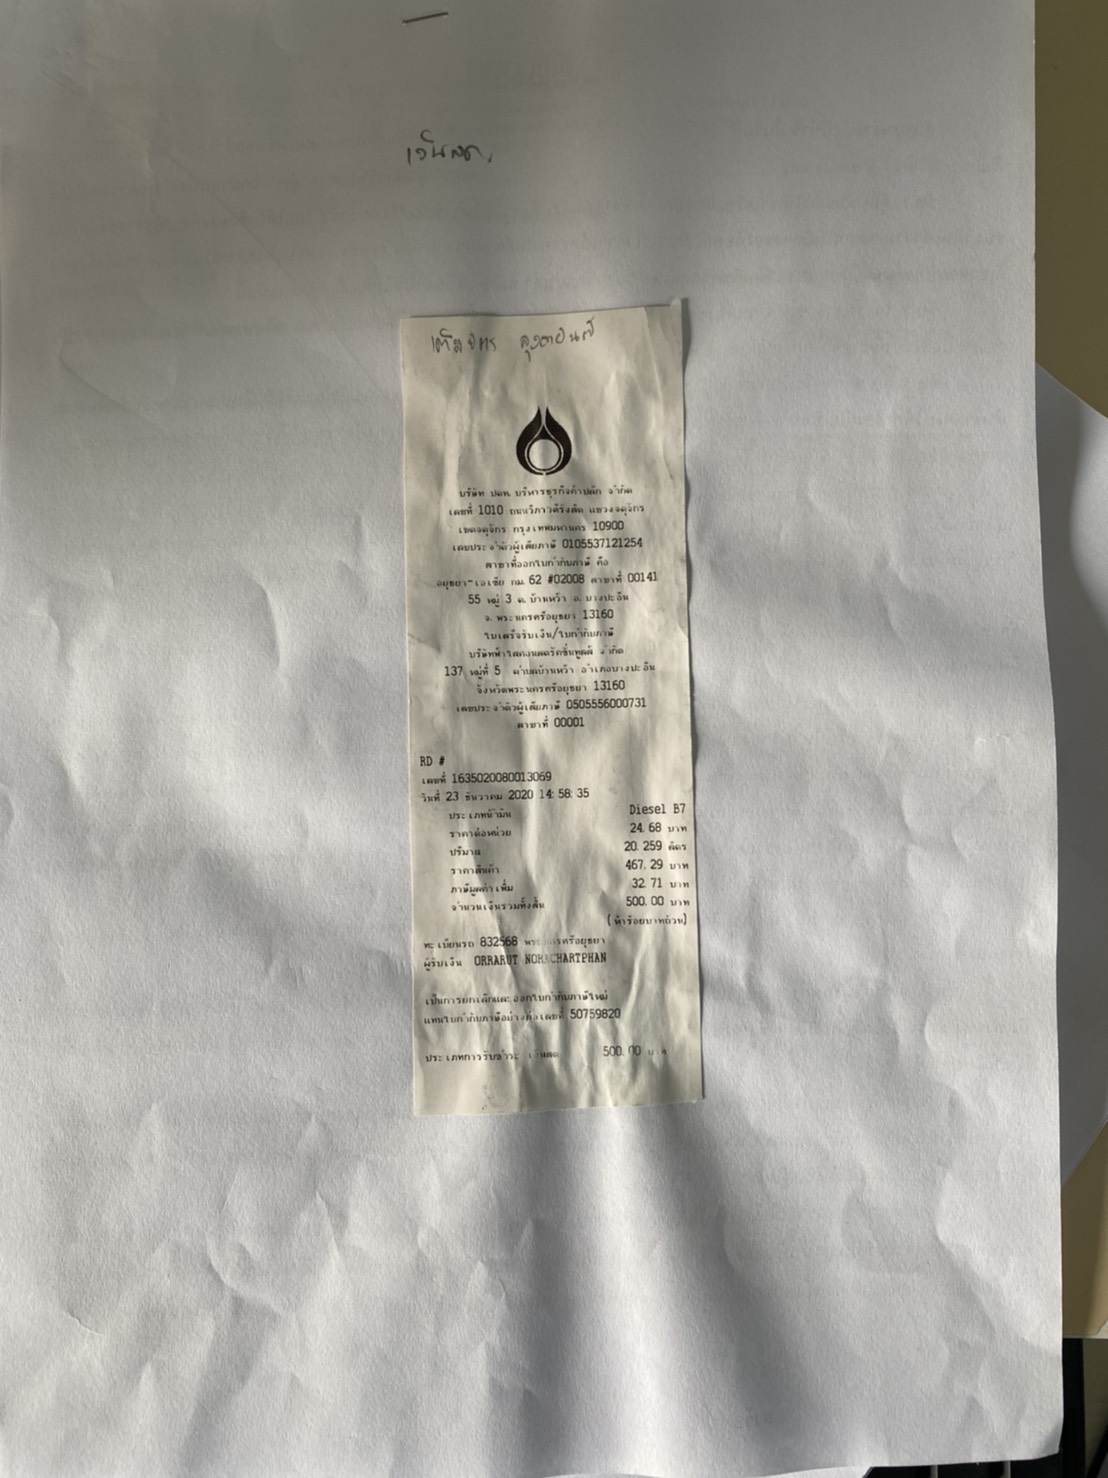 เงินสด
บริษัท ปตท. บริหารธุรกิจค้าปลีก จำกัด
เลขที่ 1010 ถนนวิภาวดีรังสิต แขวงจตุจักร
เขตจตุจักร กรุงเทพมหานคร 10900
เลขประจำตัวผู้เสียภาษี 0105537121254
สาขาที่ออกใบกำกับภาษี คือ
อยุธยา-เอเซีย กม. 62 #02008 สาขาที่ 00141
55 หมู่ 3 ต. บ้านหว้า อ. บางปะอิน
จ. พระนครศรีอยุธยา 13160
ใบเสร็จรับเงิน/ใบกำกับภาษี
จำกัด
137 หมู่ที่ 5 ตำบลบ้านหว้า อำเภอบางปะอิน
จังหวัดพระนครศรีอยุธยา 13160
เลขประจำตัวผู้เสียภาษี 0505556000731
สาขาที่ 00001
RD #
เลขที่ 1635020080013069
วันที่ 23 ธันวาคม 2020 14:58:35
ประเภทน้ำมัน Diesel B7
ราคาต่อหน่วย 24.68 บาท
ปริมาณ 20.259 ลิตร
ราคาสินค้า 467.29 บาท
ภาษีมูลค่าเพิ่ม 32.71 บาท
จำนวนเงินรวมทั้งสิ้น 500.00 บาท
(ห้าร้อยบาทถ้วน)
ทะเบียนรถ 832568 พระนครศรีอยุธยา
ผู้รับเงิน ORRARUT
เป็นการยกเลิกและออกใบกำกับภาษีใหม่
แทนใบกำกับภาษีอย่างย่อเลขที่ 50759820
ประเภทการรับชำระ เงินสด 500.00 บาท